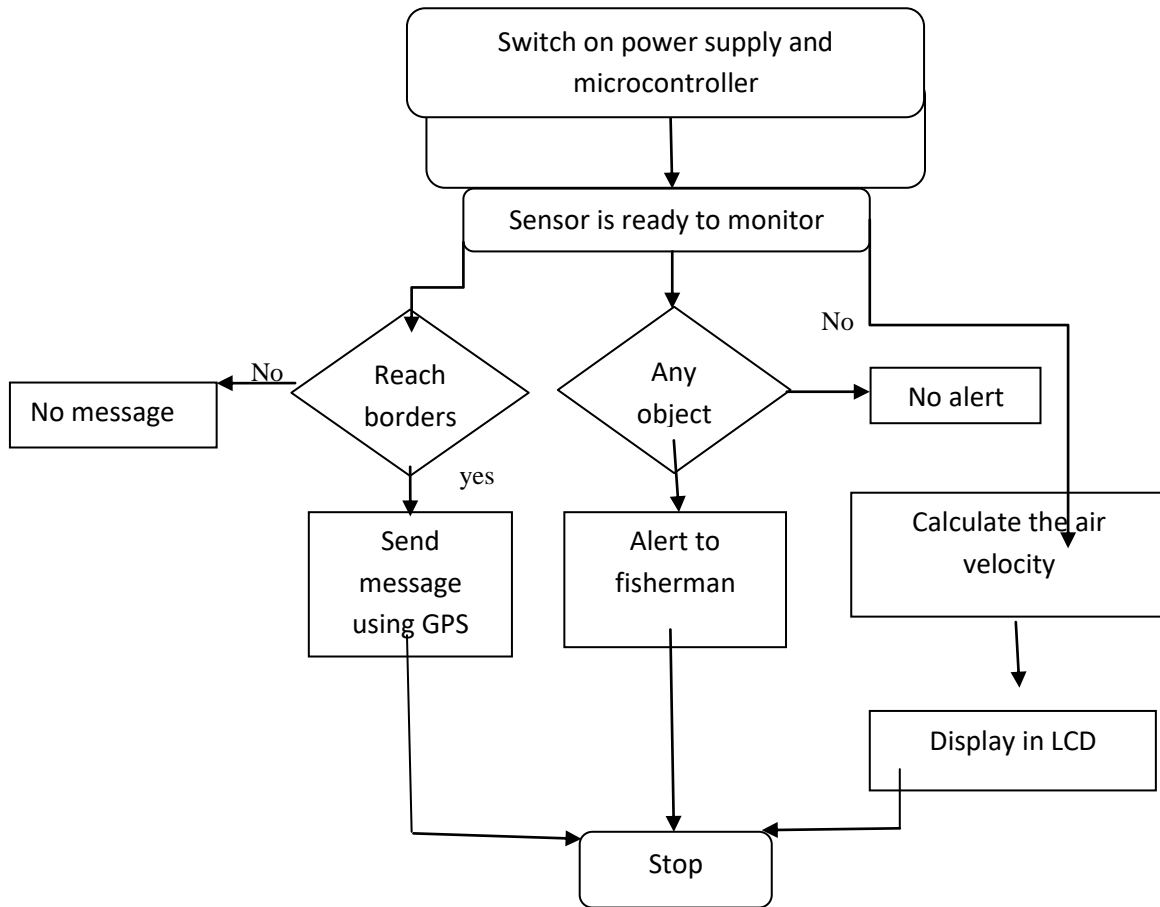 Switch on power supply and
microcontroller
Sensor is ready to monitor
No
No
Reach
borders
Any
object
No alert
No message
yes
Send
message
using GPS
Alert to
fisherman
Calculate the air
velocity
Display in LCD
Stop